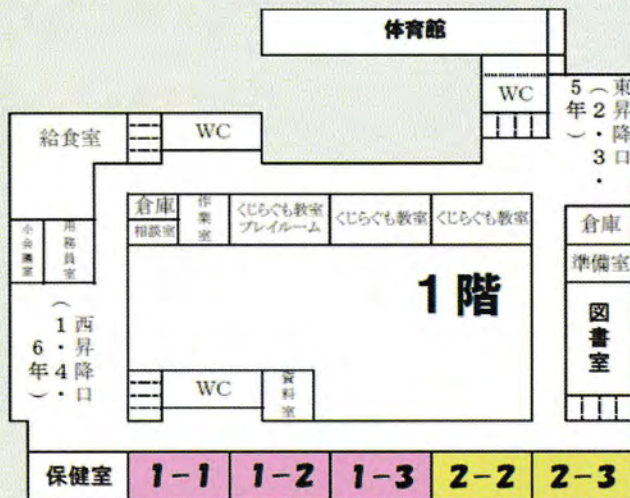 体育館
WC
東昇降口
（2・3・
5年）
給食室
WC
倉庫
相談室
作業室
くじらぐも教室
プレイルーム
くじらぐも教室
くじらぐも教室
倉庫
準備室
図書室
小会議室
用務員室
1階
西昇降口
（1・4・
6年）
WC
資料室
保健室
1-1
1-2
1-3
2-2
2-3